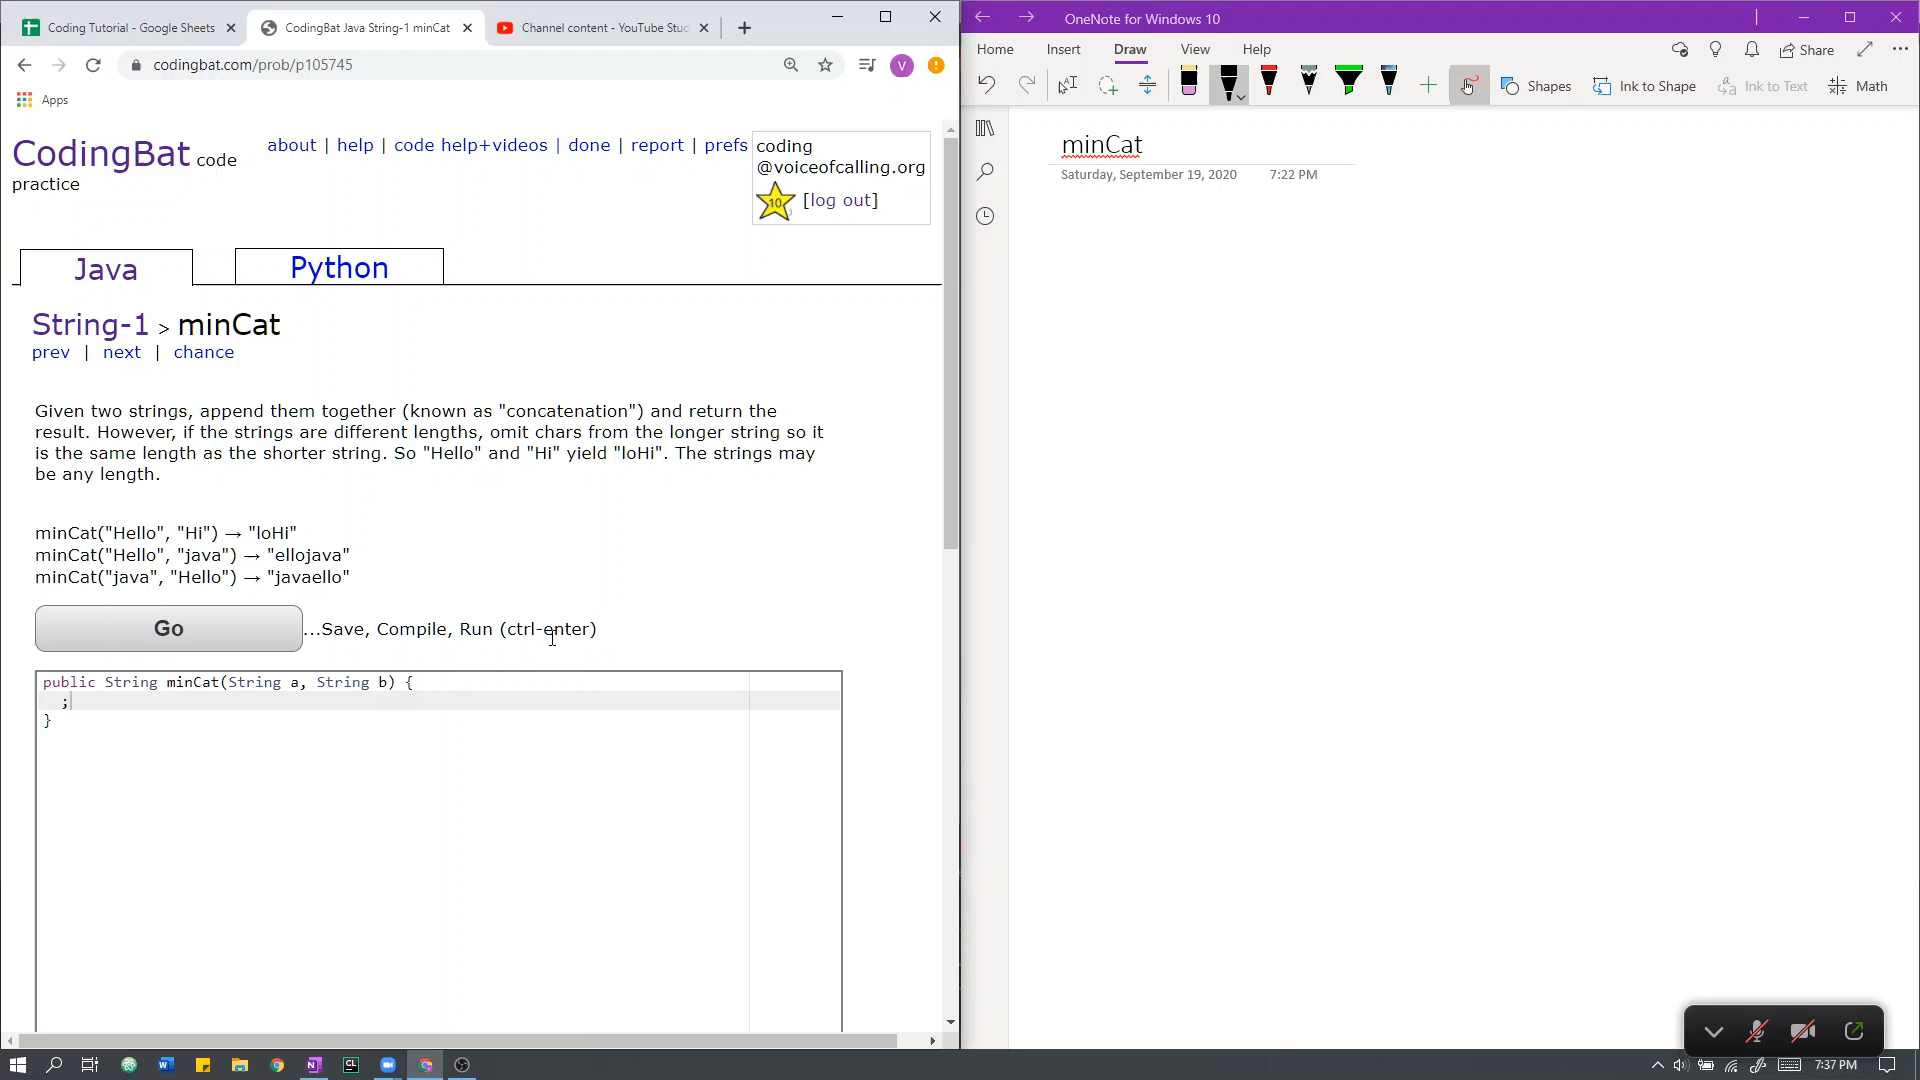 Coding Tutorial - Google Sheets
CodingBat Java String-1 minCat
Channel content - YouTube Stud
codingbat.com/prob/p105745
V
Apps
CodingBat code
practice
about | help | code help+videos | done | report | prefs
coding
@voiceofcalling.org
10
[log out]
Java
Python
String-1 > minCat
prev | next | chance
Given two strings, append them together (known as "concatenation") and return the
result. However, if the strings are different lengths, omit chars from the longer string so it
is the same length as the shorter string. So "Hello" and "Hi" yield "loHi". The strings may
be any length.
minCat("Hello", "Hi") → "loHi"
minCat("Hello", "java") → "ellojava"
minCat("java", "Hello") → "javaello"
Go
...Save, Compile, Run (ctrl-enter)
public String minCat(String a, String b) {
;
}
OneNote for Windows 10
Home
Insert
Draw
View
Help
Share
Shapes
Ink to Shape
Ink to Text
Math
minCat
Saturday, September 19, 2020
7:22 PM
7:37 PM